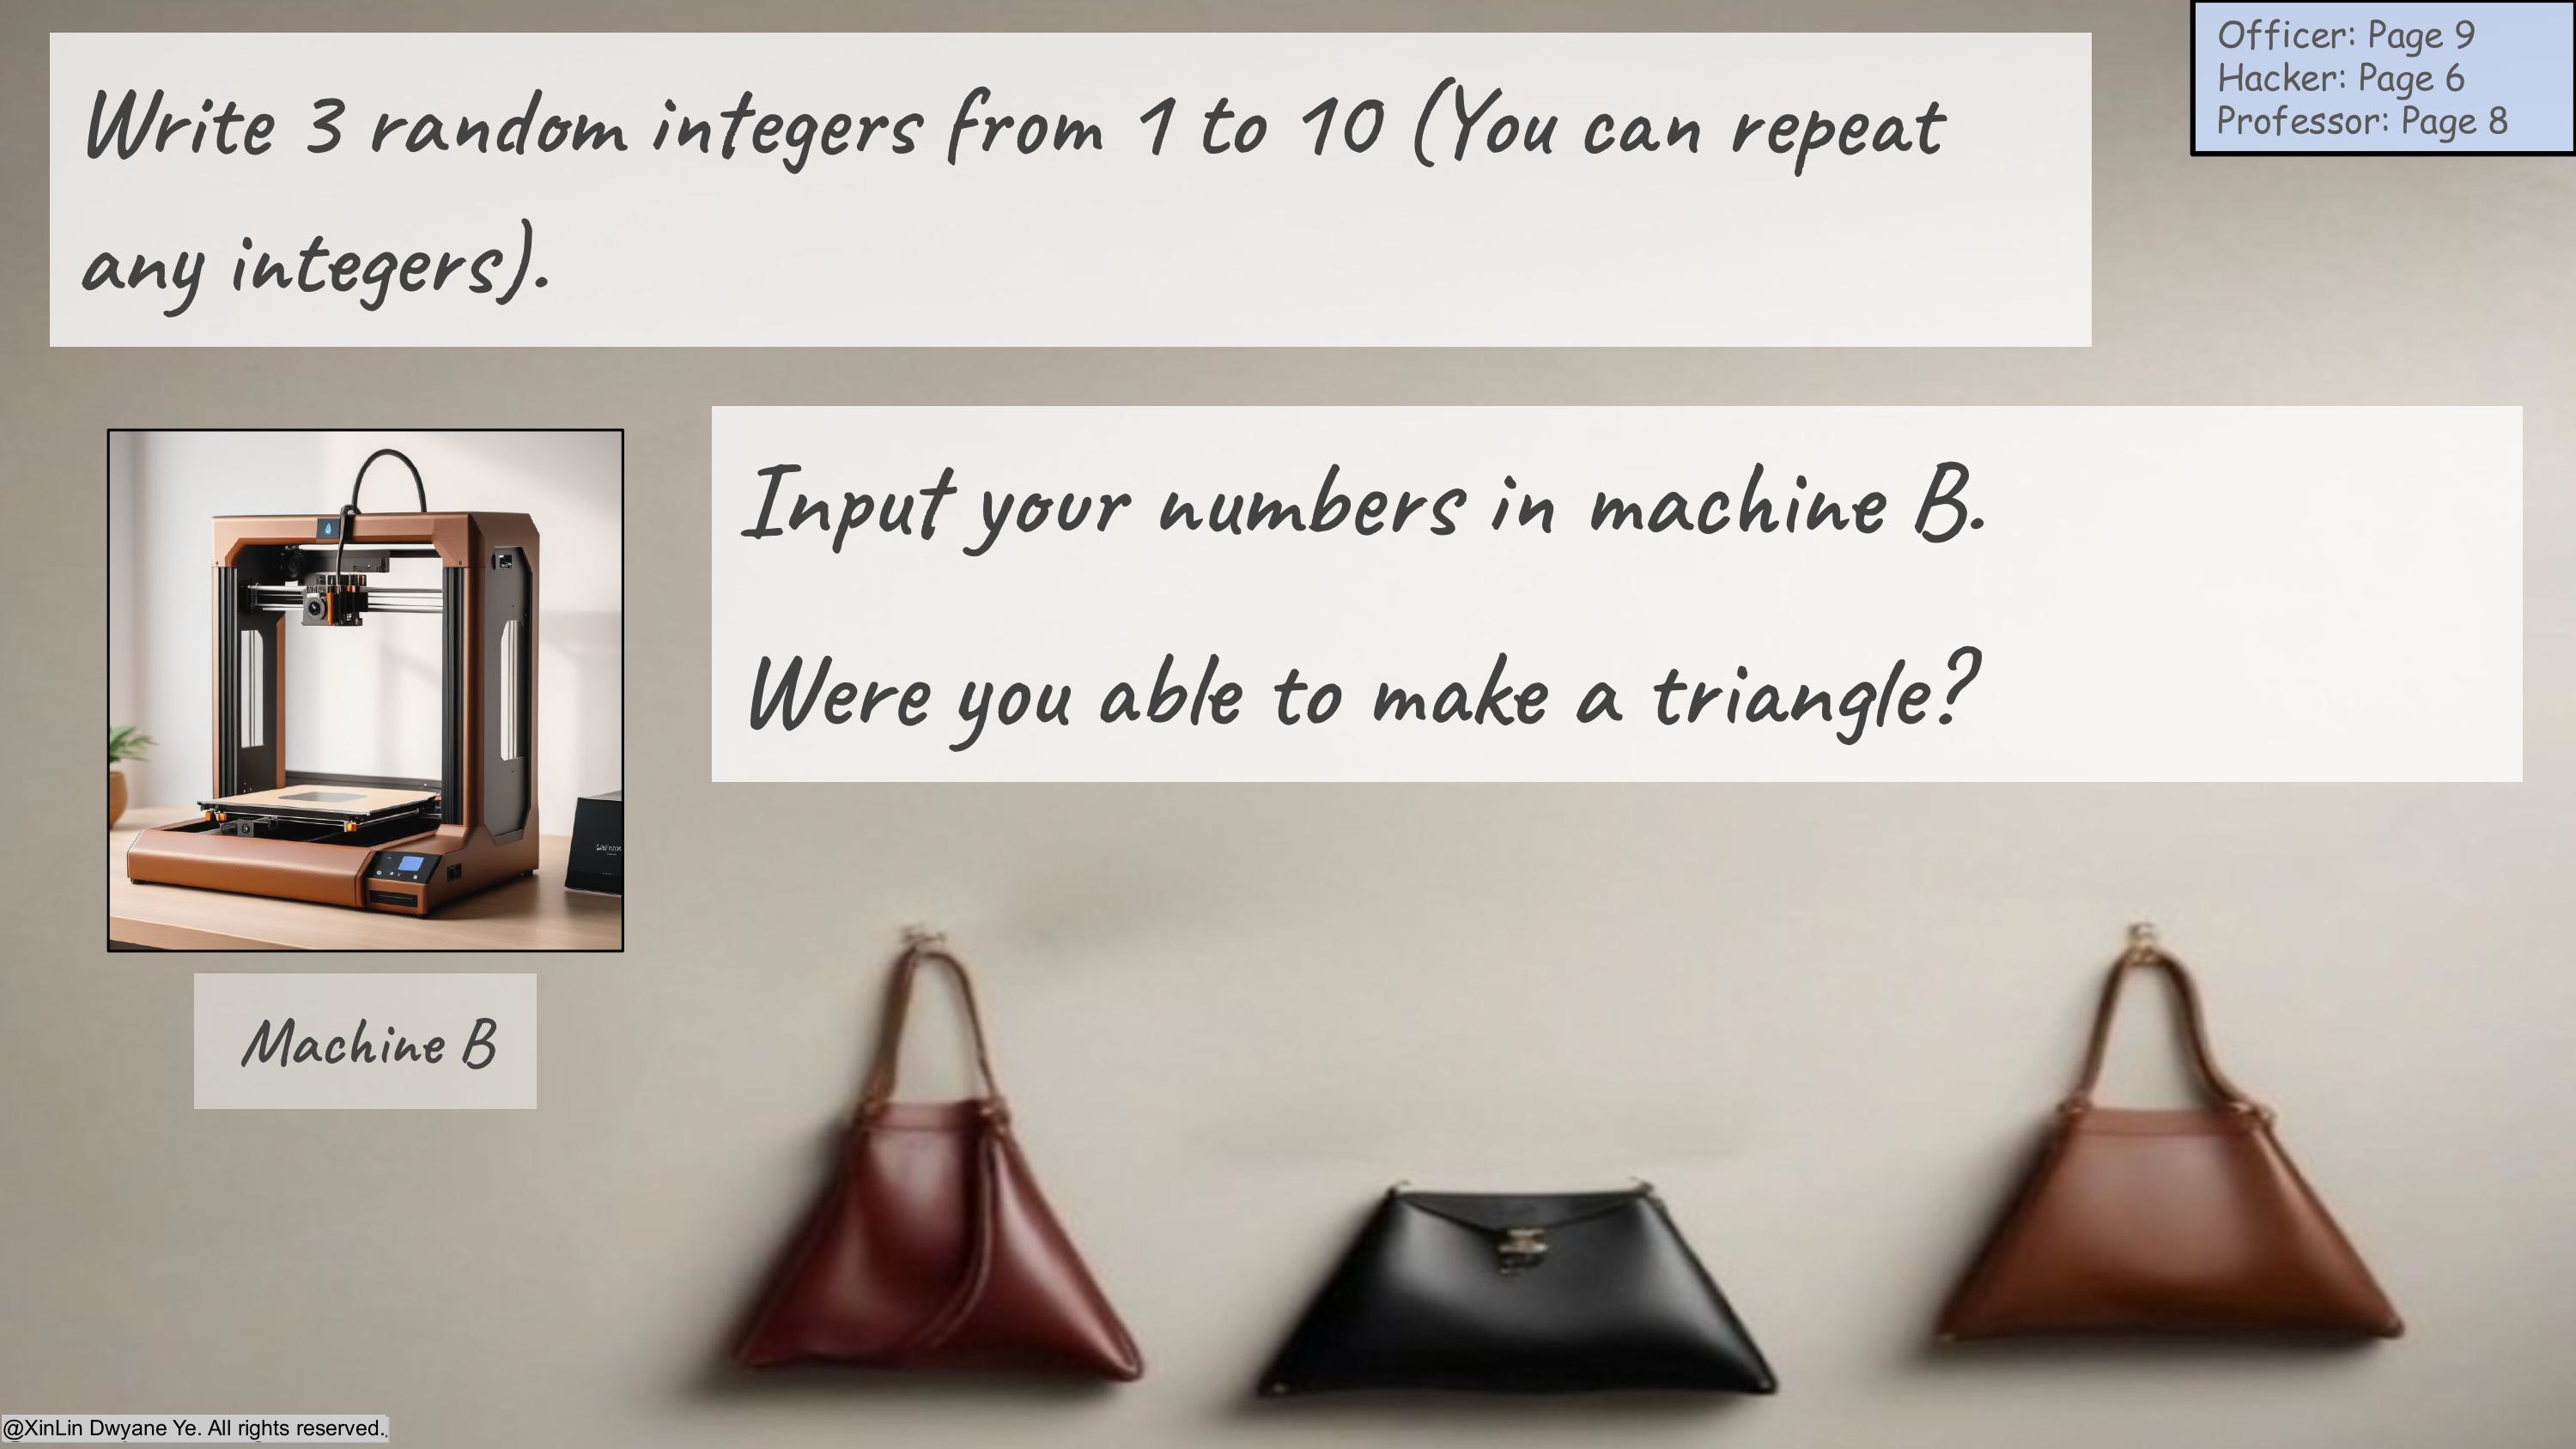 Officer: Page 9
Hacker: Page 6
Professor: Page 8
Write 3 random integers from 1 to 10 (You can repeat
any integers).
Input your numbers in machine B.
Were you able to make a triangle?
Machine B
@XinLin Dwyane Ye. All rights reserved.